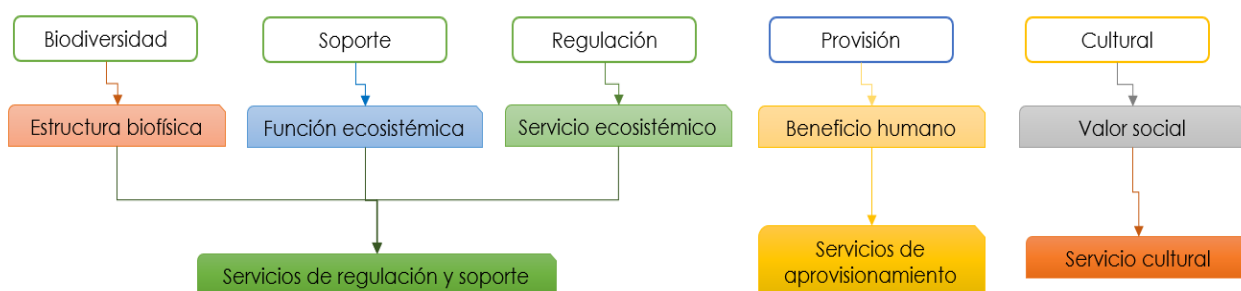 Biodiversidad
Soporte
Regulación
Provisión
Cultural
Estructura biofísica
Función ecosistémica
Servicio ecosistémico
Beneficio humano
Valor social
Servicios de regulación y soporte
Servicios de
aprovisionamiento
Servicio cultural